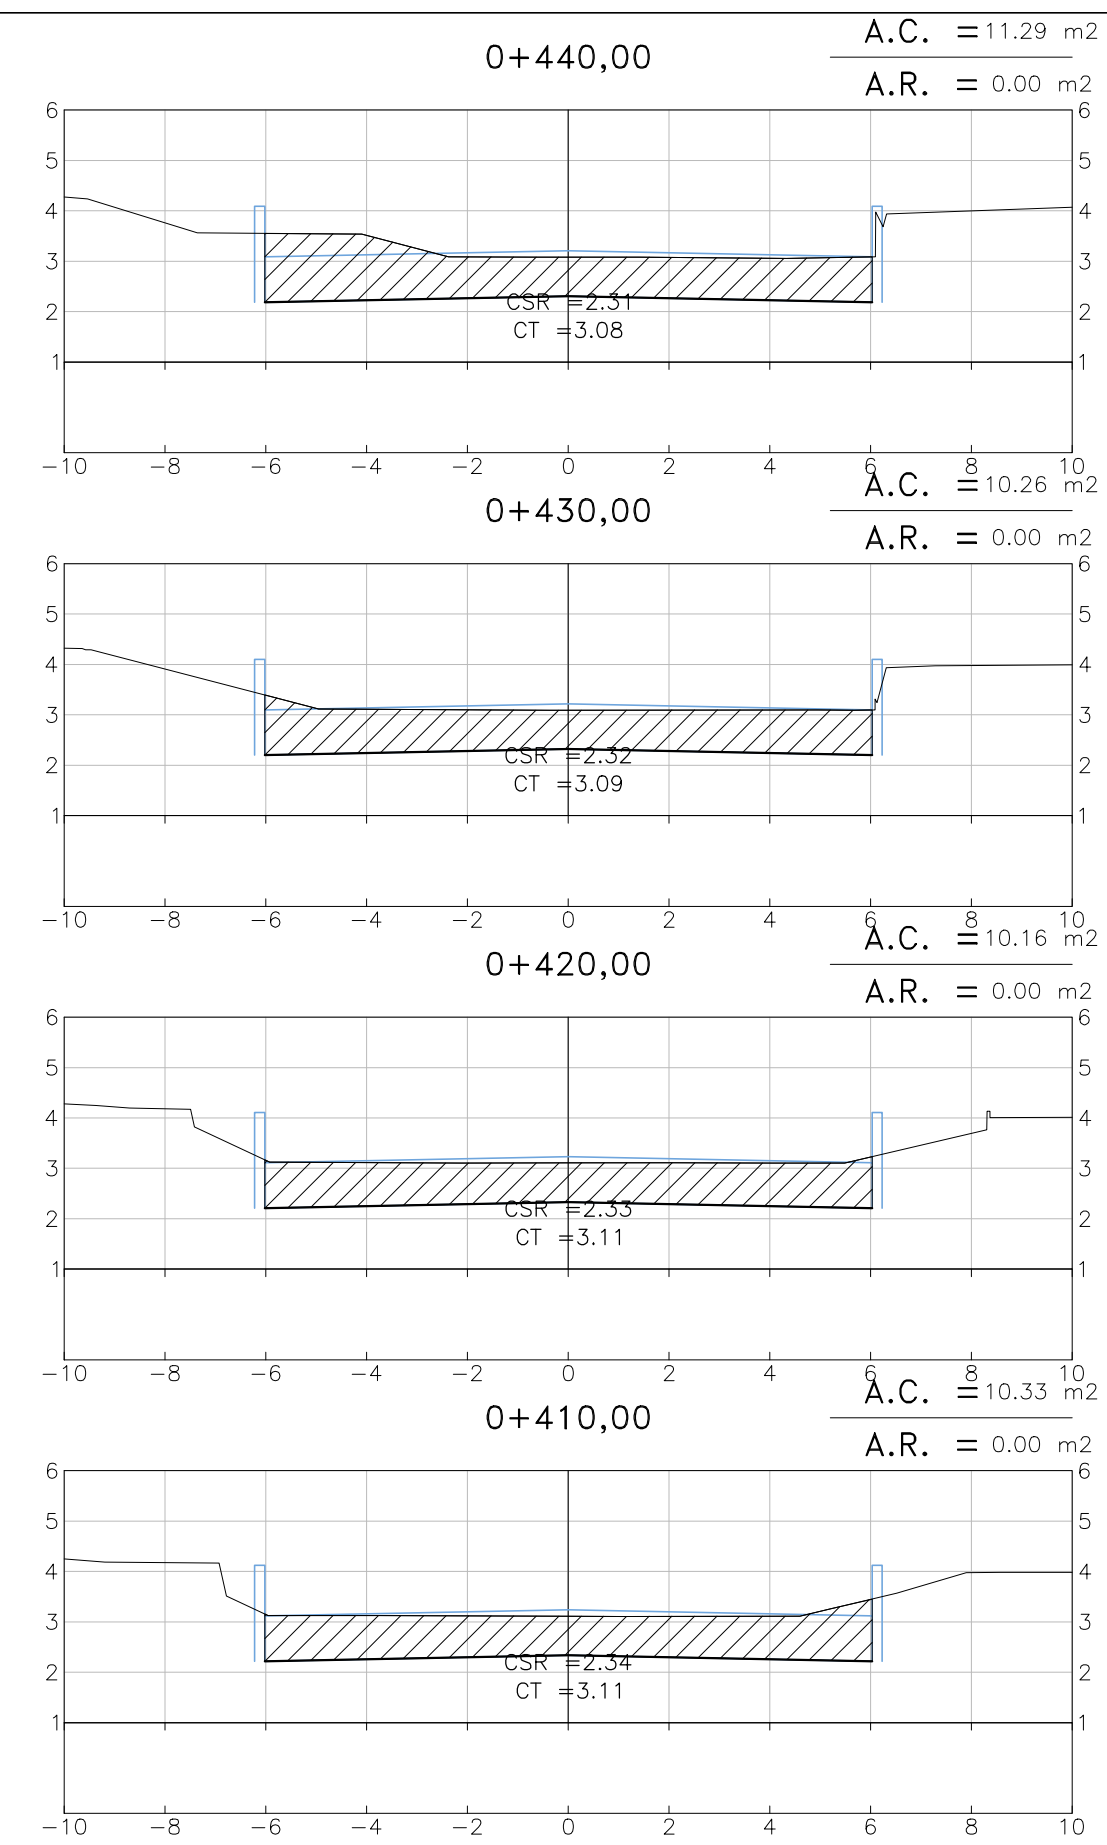 A.C. =11.29 m2
0+440,00
A.R. = 0.00 m2
6 6
5 5
4 4
3 3
2 2
CSR =2.31
CT =3.08
1 1
-10 -8 -6 -4 -2 0 2 4 6 8 10
A.C. =10.26 m2
0+430,00
A.R. = 0.00 m2
6 6
5 5
4 4
3 3
2 2
CSR =2.32
CT =3.09
1 1
-10 -8 -6 -4 -2 0 2 4 6 8 10
A.C. =10.16 m2
0+420,00
A.R. = 0.00 m2
6 6
5 5
4 4
3 3
2 2
CSR =2.33
CT =3.11
1 1
-10 -8 -6 -4 -2 0 2 4 6 8 10
A.C. =10.33 m2
0+410,00
A.R. = 0.00 m2
6 6
5 5
4 4
3 3
2 2
CSR =2.34
CT =3.11
1 1
-10 -8 -6 -4 -2 0 2 4 6 8 10